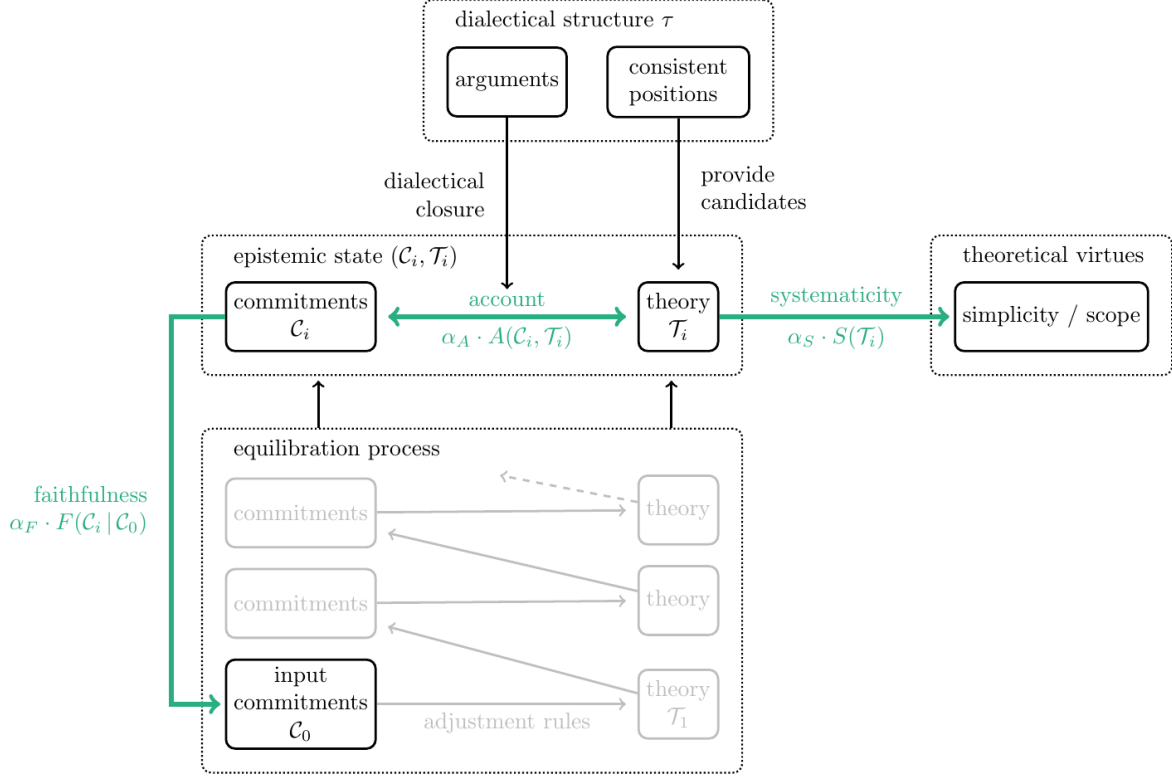 dialectical structure τ
arguments
consistent
positions
dialectical
closure
provide
candidates
epistemic state (𝒞ᵢ, 𝒯ᵢ)
theoretical virtues
commitments
𝒞ᵢ
account
α_A · A(𝒞ᵢ, 𝒯ᵢ)
theory
𝒯ᵢ
systematicity
α_S · S(𝒯ᵢ)
simplicity / scope
equilibration process
faithfulness
α_F · F(𝒞ᵢ | 𝒞₀)
commitments
theory
commitments
theory
input
commitments
𝒞₀
adjustment rules
theory
𝒯₁